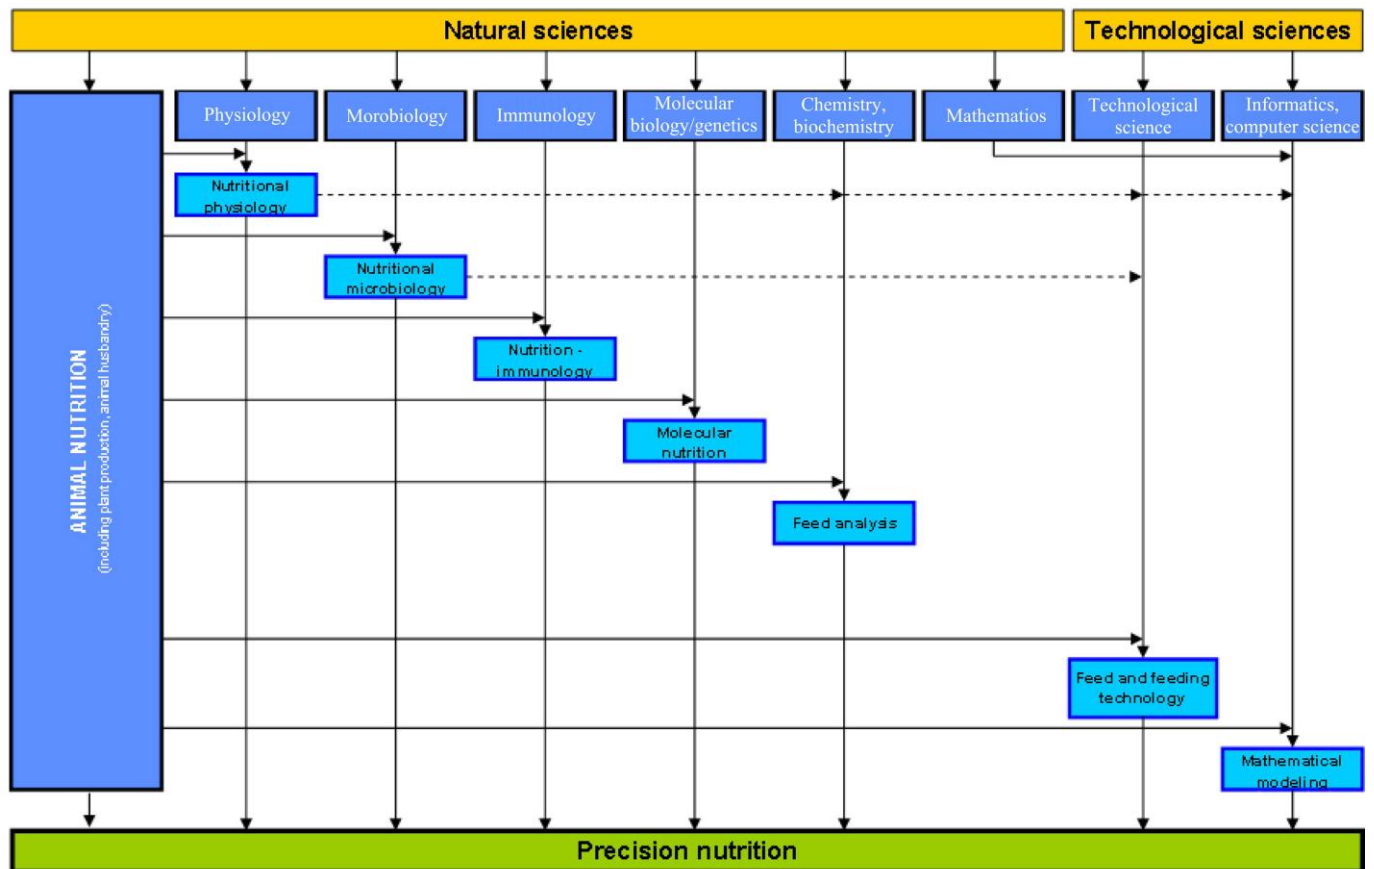 Natural sciences
Technological sciences
Physiology
Morobiology
Immunology
Molecular
biology/genetics
Chemistry,
biochemistry
Mathematios
Technological
science
Informatics,
computer science
Nutritional
physiology
Nutritional
microbiology
Nutrition -
immunology
Molecular
nutrition
Feed analysis
Feed and feeding
technology
Mathematical
modeling
ANIMAL NUTRITION
(including plant production, animal husbandry)
Precision nutrition